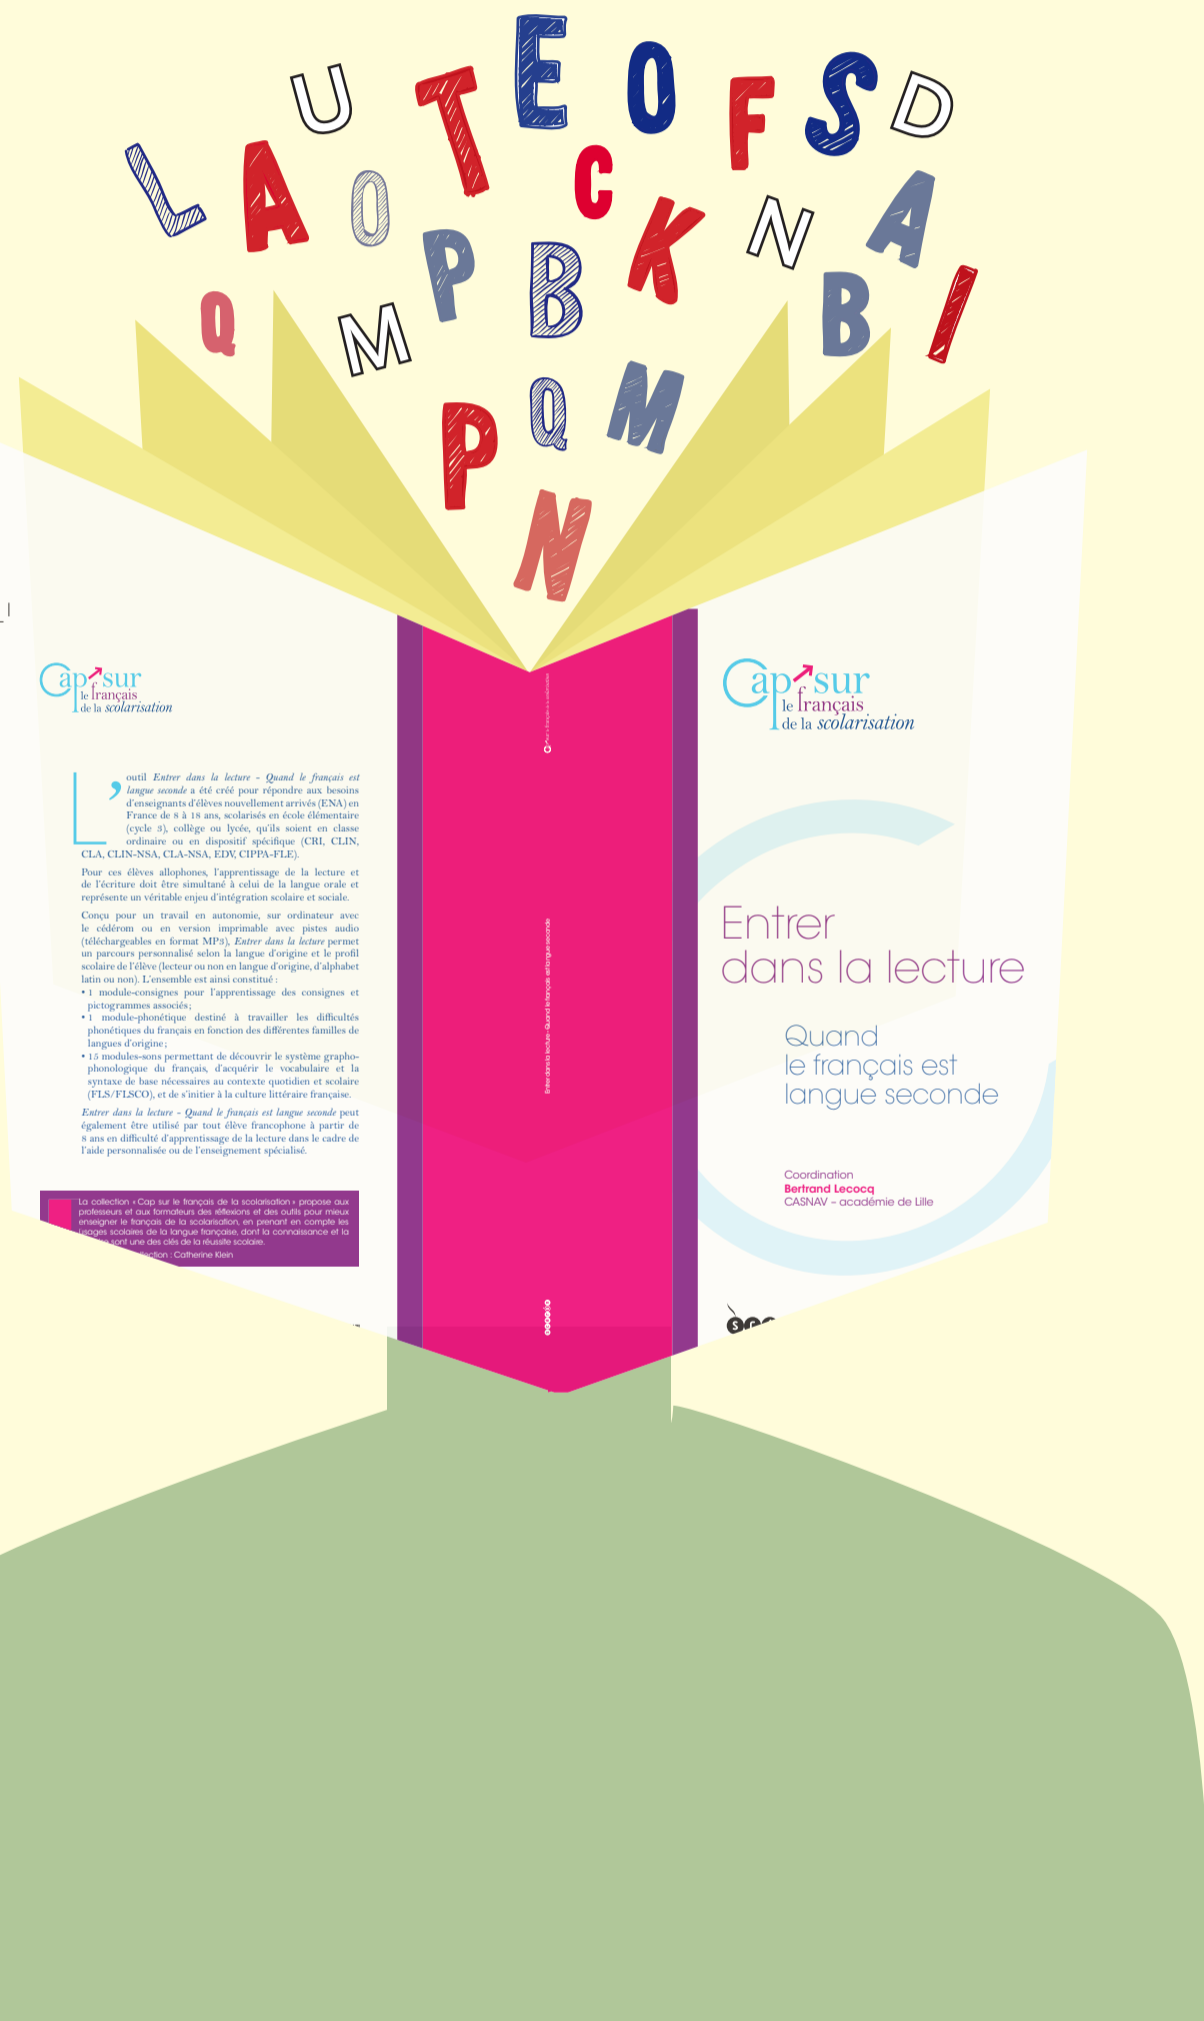 E
U
T
O
F
S
D
L
A
O
C
K
N
A
P
B
B
I
Q
M
Q
M
P
N
Cap sur
le français
de la scolarisation
L'outil Entrer dans la lecture – Quand le français est
langue seconde a été créé pour répondre aux besoins
d'enseignants d'élèves nouvellement arrivés (ENA) en
France de 8 à 18 ans, scolarisés en école élémentaire
(cycle 3), collège ou lycée, qu'ils soient en classe
ordinaire ou en dispositif spécifique (CRI, CLIN,
CLA, CLIN-NSA, CLA-NSA, EDV, CIPPA-FLE).
Pour ces élèves allophones, l'apprentissage de la lecture et
de l'écriture doit être simultané à celui de la langue orale et
représente un véritable enjeu d'intégration scolaire et sociale.
Conçu pour un travail en autonomie, sur ordinateur avec
le cédérom ou en version imprimable avec pistes audio
(téléchargeables en format MP3), Entrer dans la lecture permet
un parcours personnalisé selon la langue d'origine et le profil
scolaire de l'élève (lecteur ou non en langue d'origine, d'alphabet
latin ou non). L'ensemble est ainsi constitué :
• 1 module-consignes pour l'apprentissage des consignes et
pictogrammes associés ;
• 1 module-phonétique destiné à travailler les difficultés
phonétiques du français en fonction des différentes familles de
langues d'origine ;
• 15 modules-sons permettant de découvrir le système grapho-
phonologique du français, d'acquérir le vocabulaire et la
syntaxe de base nécessaires au contexte quotidien et scolaire
(FLS/FLSCO), et de s'initier à la culture littéraire française.
Entrer dans la lecture – Quand le français est langue seconde peut
également être utilisé par tout élève francophone à partir de
8 ans en difficulté d'apprentissage de la lecture dans le cadre de
l'aide personnalisée ou de l'enseignement spécialisé.
La collection « Cap sur le français de la scolarisation » propose aux
professeurs et aux formateurs des réflexions et des outils pour mieux
enseigner le français de la scolarisation, en prenant en compte les
usages scolaires de la langue française, dont la connaissance et la
sont une des clés de la réussite scolaire.
: Catherine Klein
Entrer dans la lecture - Quand le français est langue seconde
Cap sur
le français
de la scolarisation
Entrer
dans la lecture
Quand
le français est
langue seconde
Coordination
Bertrand Lecocq
CASNAV – académie de Lille